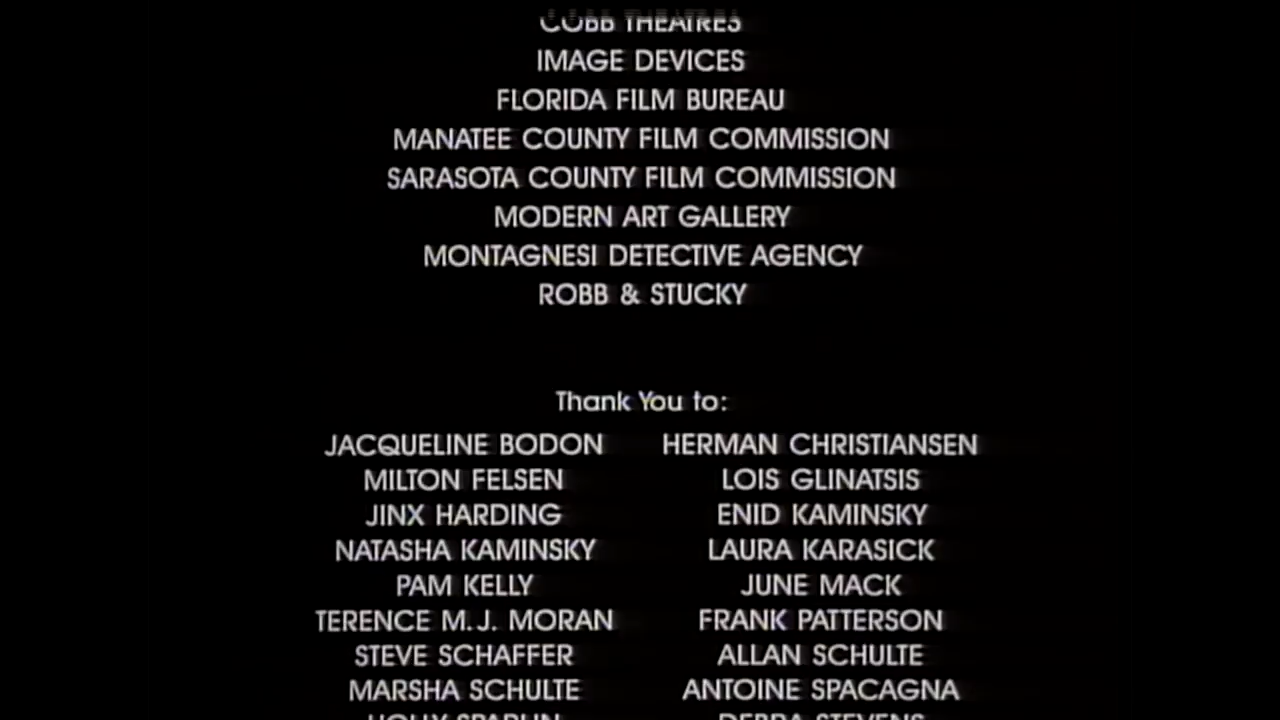 COBB THEATRES
IMAGE DEVICES
FLORIDA FILM BUREAU
MANATEE COUNTY FILM COMMISSION
SARASOTA COUNTY FILM COMMISSION
MODERN ART GALLERY
MONTAGNESI DETECTIVE AGENCY
ROBB & STUCKY
Thank You to:
JACQUELINE BODON HERMAN CHRISTIANSEN
MILTON FELSEN LOIS GLINATSIS
JINX HARDING ENID KAMINSKY
NATASHA KAMINSKY LAURA KARASICK
PAM KELLY JUNE MACK
TERENCE M.J. MORAN FRANK PATTERSON
STEVE SCHAFFER ALLAN SCHULTE
MARSHA SCHULTE ANTOINE SPACAGNA
DEBRA STEVENS